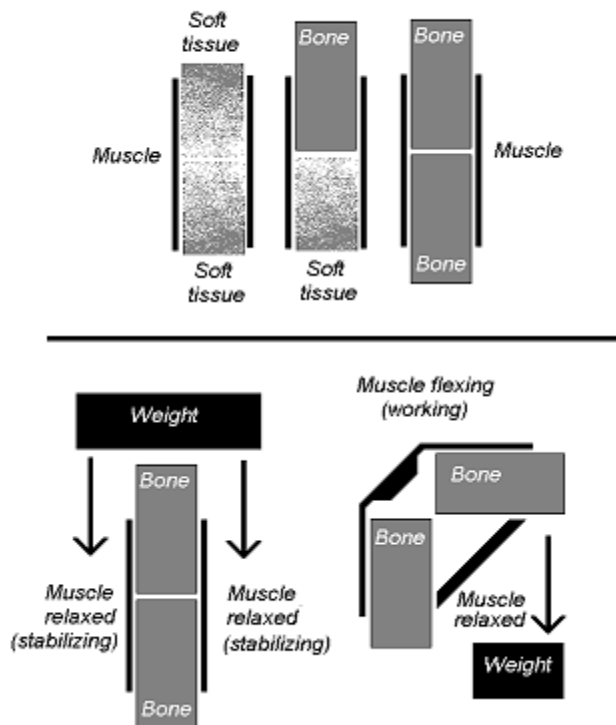 Soft
tissue
Bone
Bone
Muscle
Muscle
Soft
tissue
Soft
tissue
Bone
Muscle flexing
(working)
Weight
Bone
Bone
Bone
Muscle
relaxed
(stabilizing)
Muscle
relaxed
(stabilizing)
Muscle
relaxed
Weight
Bone